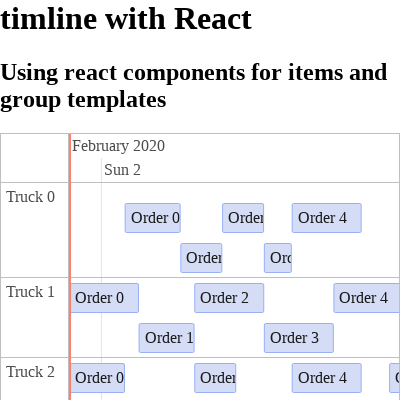 timline with React
Using react components for items and
group templates
February 2020
Sun 2
Truck 0
Order 0
Order
Order 4
Order
Truck 1
Order 0
Order 2
Order 4
Order 1
Order 3
Truck 2
Order 0
Order
Order 4